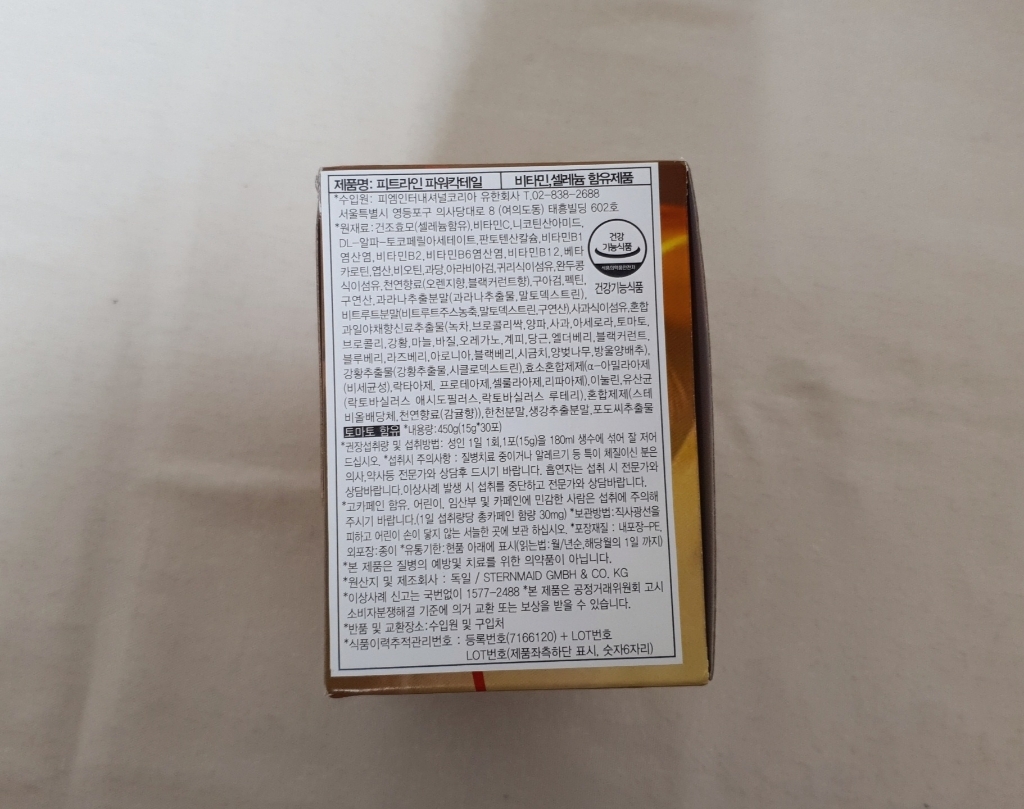 제품명: 피트라인 파워칵테일
비타민,셀레늄 함유제품
*수입원: 피엠인터내셔널코리아 유한회사 T.02-838-2688
서울특별시 영등포구 의사당대로 8 (여의도동) 태흥빌딩 602호
*원재료:건조효모(셀레늄함유),비타민C,니코틴산아미드,
DL-알파-토코페릴아세테이트,판토텐산칼슘,비타민B1
염산염,비타민B2,비타민B6염산염,비타민B12,베타
카로틴,엽산,비오틴,과당,아라비아검,귀리식이섬유,완두콩
식이섬유,천연향료(오렌지향,블랙커런트향),구아검,펙틴,
구연산,과라나추출분말(과라나추출물,말토덱스트린),
비트루트분말(비트루트주스농축,말토덱스트린,구연산),사과식이섬유,혼합
과일야채향신료추출물(녹차,브로콜리싹,양파,사과,아세로라,토마토,
브로콜리,강황,마늘,바질,오레가노,계피,당근,엘더베리,블랙커런트,
블루베리,라즈베리,아로니아,블랙베리,시금치,양벚나무,방울양배추),
강황추출물(강황추출물,시클로덱스트린),효소혼합제제(α-아밀라아제
(비세균성),락타아제, 프로테아제,셀룰라아제,리파아제),이눌린,유산균
(락토바실러스 애시도필러스,락토바실러스 루테리),혼합제제(스테
비올배당체,천연향료(감귤향)),한천분말,생강추출분말,포도씨추출물
토마토 함유 *내용량:450g(15g*30포)
*권장섭취량 및 섭취방법: 성인 1일 1회,1포(15g)을 180ml 생수에 섞어 잘 저어
드십시오. *섭취시 주의사항 : 질병치료 중이거나 알레르기 등 특이 체질이신 분은
의사,약사등 전문가와 상담후 드시기 바랍니다. 흡연자는 섭취 시 전문가와
상담바랍니다.이상사례 발생 시 섭취를 중단하고 전문가와 상담바랍니다.
*고카페인 함유. 어린이, 임산부 및 카페인에 민감한 사람은 섭취에 주의해
주시기 바랍니다.(1일 섭취량당 총카페인 함량 30mg) *보관방법:직사광선을
피하고 어린이 손이 닿지 않는 서늘한 곳에 보관 하십시오. *포장재질 : 내포장-PE,
외포장:종이 *유통기한:현품 아래에 표시(읽는법:월/년순,해당월의 1일 까지)
*본 제품은 질병의 예방및 치료를 위한 의약품이 아닙니다.
*원산지 및 제조회사 : 독일 / STERNMAID GMBH & CO. KG
*이상사례 신고는 국번없이 1577-2488 *본 제품은 공정거래위원회 고시
소비자분쟁해결 기준에 의거 교환 또는 보상을 받을 수 있습니다.
*반품 및 교환장소:수입원 및 구입처
*식품이력추적관리번호 : 등록번호(7166120) + LOT번호
LOT번호(제품좌측하단 표시, 숫자6자리)
건강
기능식품
식품의약품안전처
건강기능식품